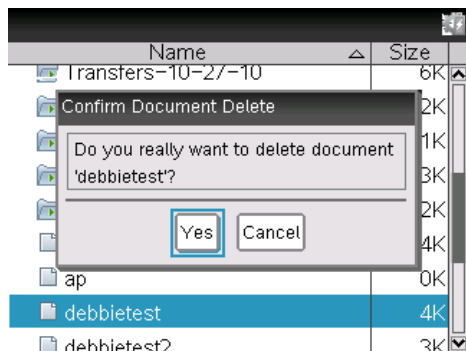 Name Size
Transfers-10-27-10 6K
2K
Confirm Document Delete
1K
Do you really want to delete document
'debbietest'?
3K
2K
Yes Cancel
4K
ap 0K
debbietest 4K
debbietest2 3K